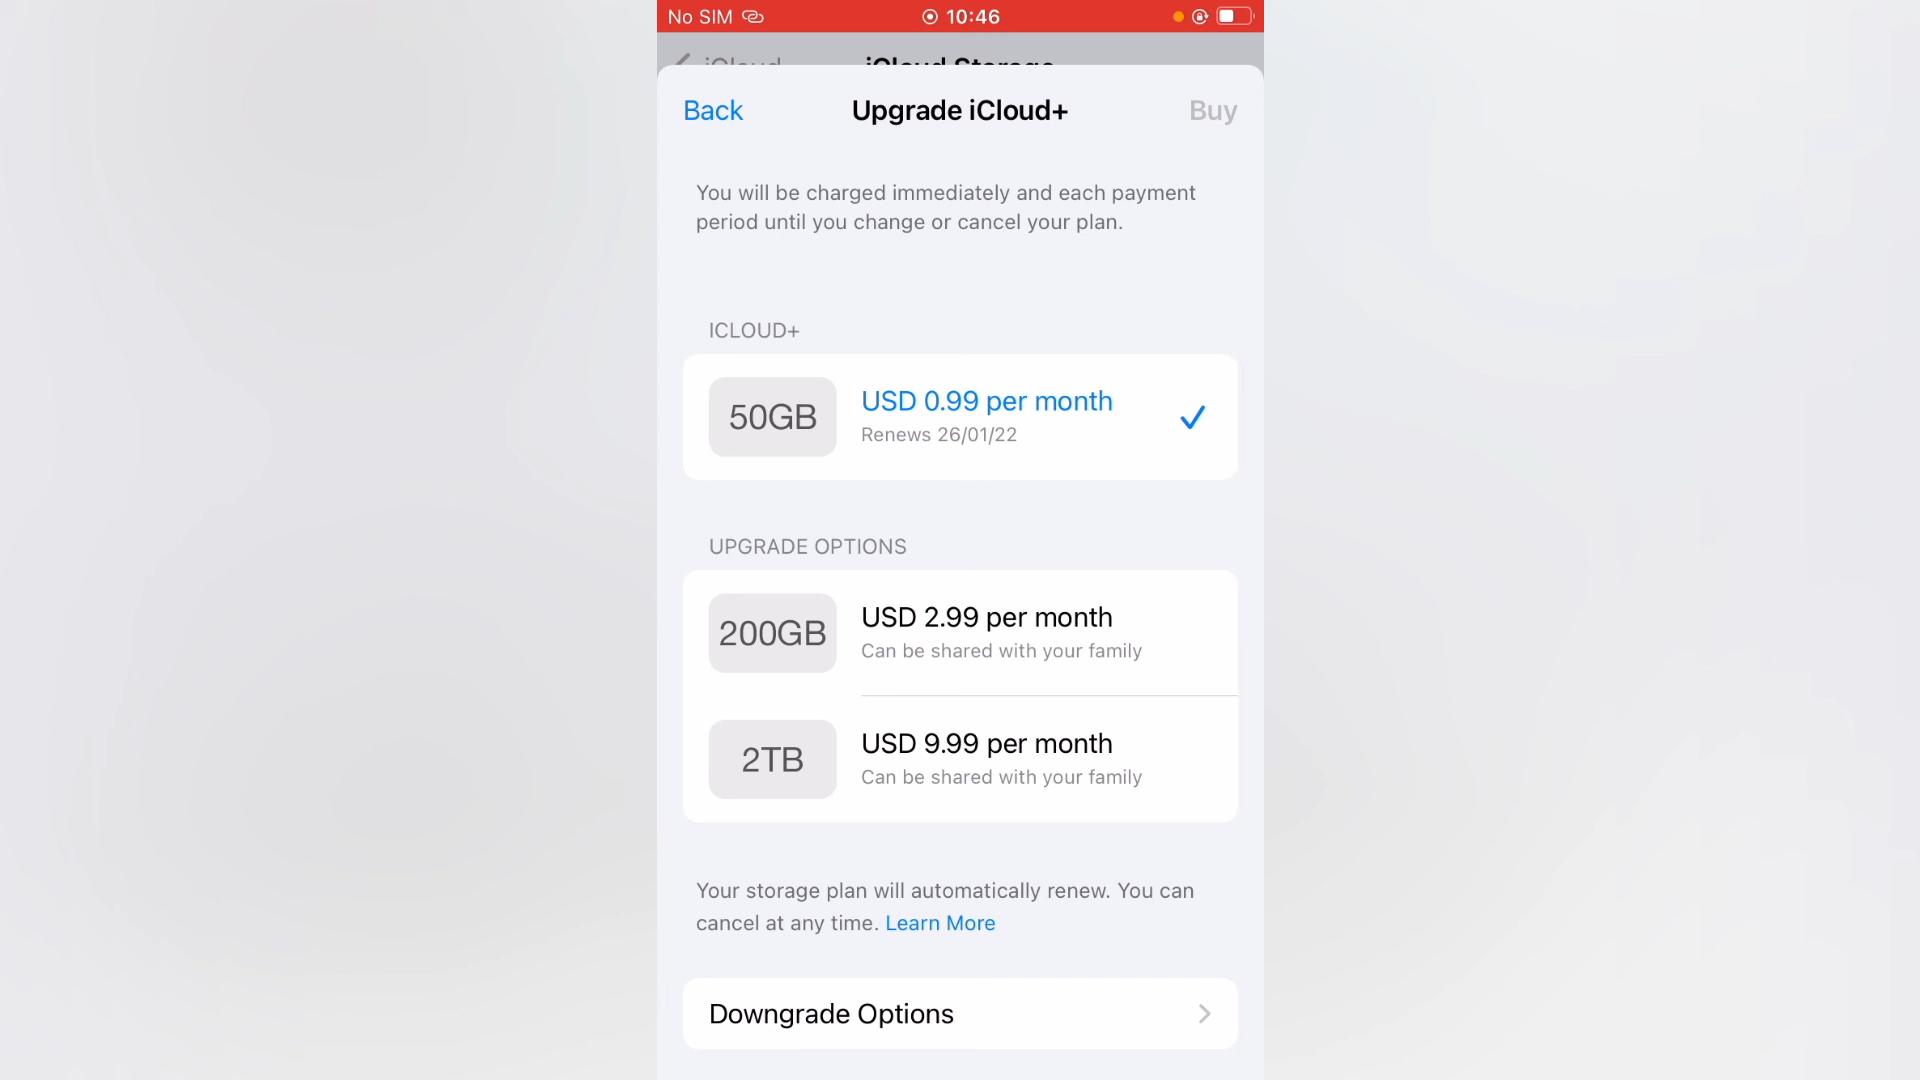 No SIM 10:46
iCloud iCloud Storage
Back Upgrade iCloud+ Buy
You will be charged immediately and each payment
period until you change or cancel your plan.
ICLOUD+
50GB USD 0.99 per month
Renews 26/01/22
UPGRADE OPTIONS
200GB USD 2.99 per month
Can be shared with your family
2TB USD 9.99 per month
Can be shared with your family
Your storage plan will automatically renew. You can
cancel at any time. Learn More
Downgrade Options